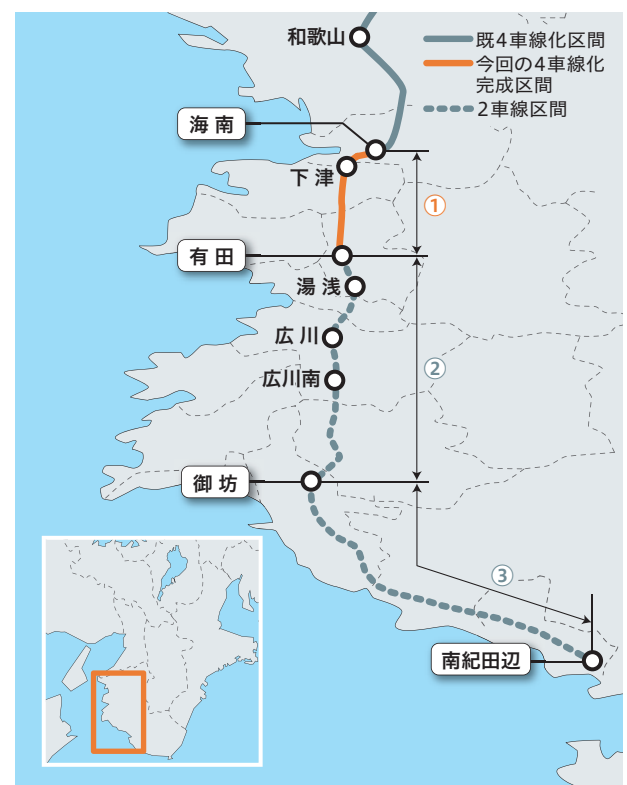 和歌山
既4車線化区間
今回の4車線化
完成区間
2車線区間
海南
下津
①
有田
湯浅
広川
②
広川南
御坊
③
南紀田辺